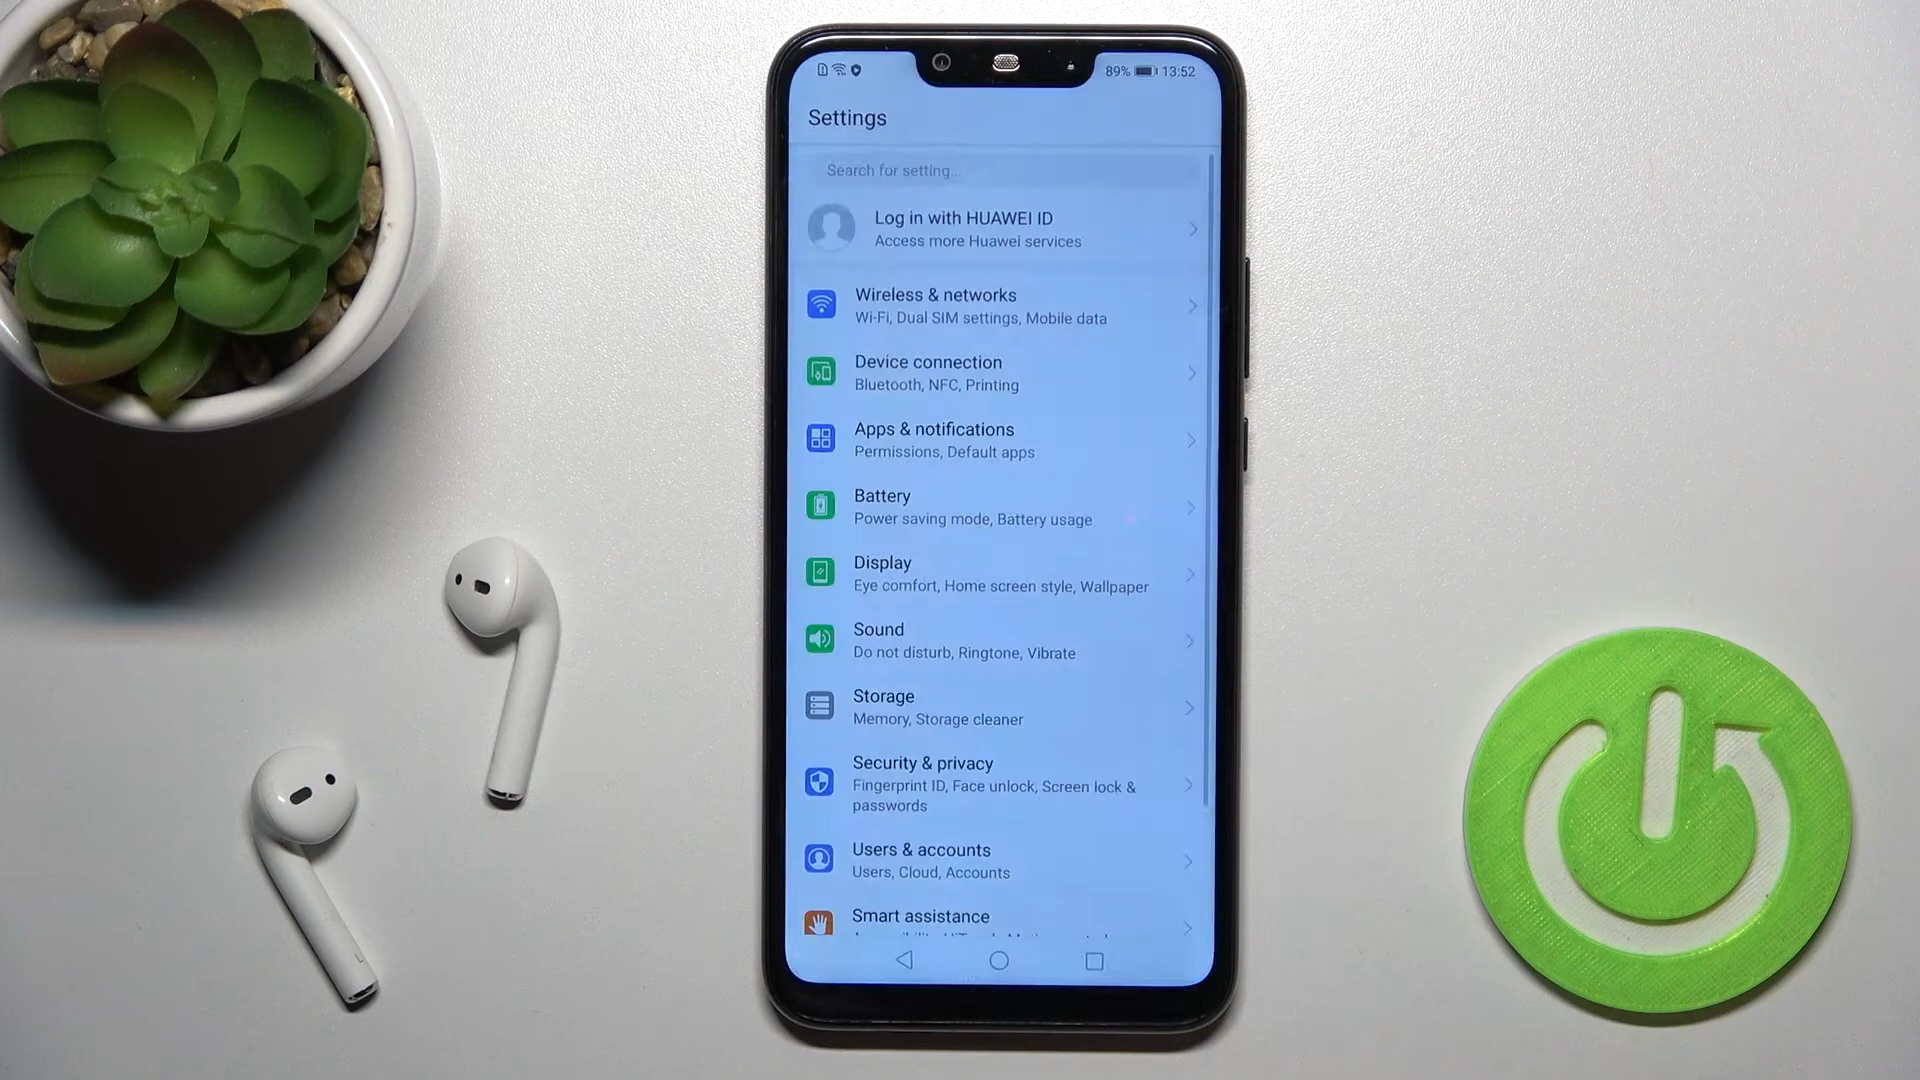 89% 13:52
Settings
Search for setting...
Log in with HUAWEI ID
Access more Huawei services
Wireless & networks
Wi-Fi, Dual SIM settings, Mobile data
Device connection
Bluetooth, NFC, Printing
Apps & notifications
Permissions, Default apps
Battery
Power saving mode, Battery usage
Display
Eye comfort, Home screen style, Wallpaper
Sound
Do not disturb, Ringtone, Vibrate
Storage
Memory, Storage cleaner
Security & privacy
Fingerprint ID, Face unlock, Screen lock &
passwords
Users & accounts
Users, Cloud, Accounts
Smart assistance
L